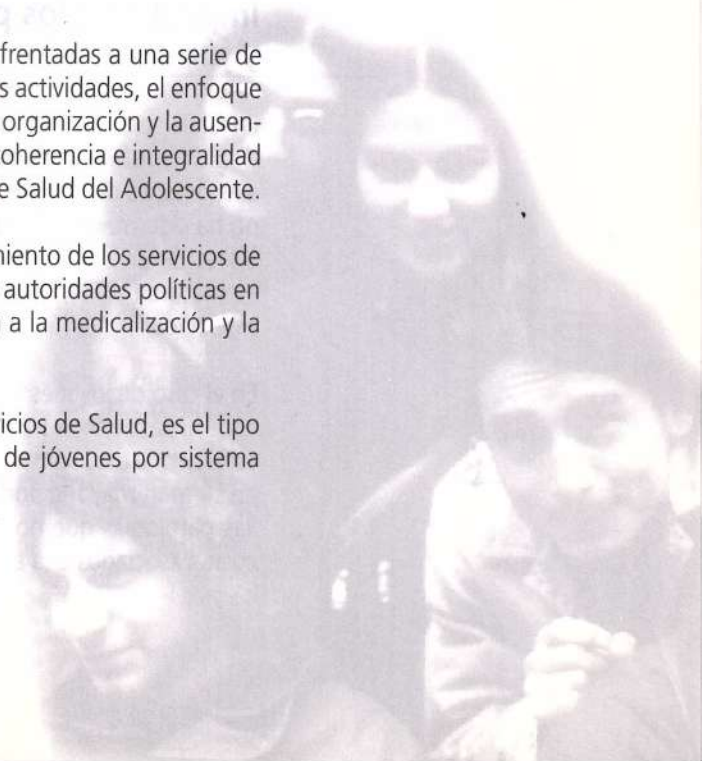 frentadas a una serie de
s actividades, el enfoque
organización y la ausen-
oherencia e integralidad
e Salud del Adolescente.
miento de los servicios de
autoridades políticas en
a la medicalización y la
icios de Salud, es el tipo
de jóvenes por sistema